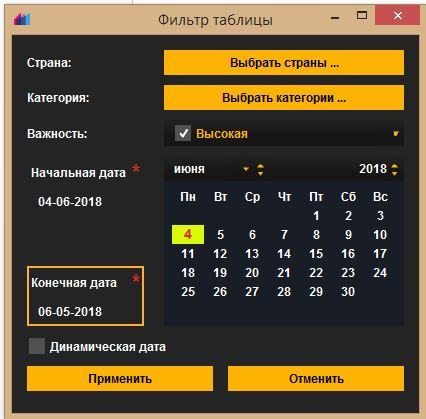 Фильтр таблицы
Страна:
Выбрать страны ...
Категория:
Выбрать категории ...
Важность:
Высокая
Начальная дата *
04-06-2018
Конечная дата *
06-05-2018
июня 2018
Пн Вт Ср Чт Пт Сб Вс
1 2 3
4 5 6 7 8 9 10
11 12 13 14 15 16 17
18 19 20 21 22 23 24
25 26 27 28 29 30
Динамическая дата
Применить
Отменить